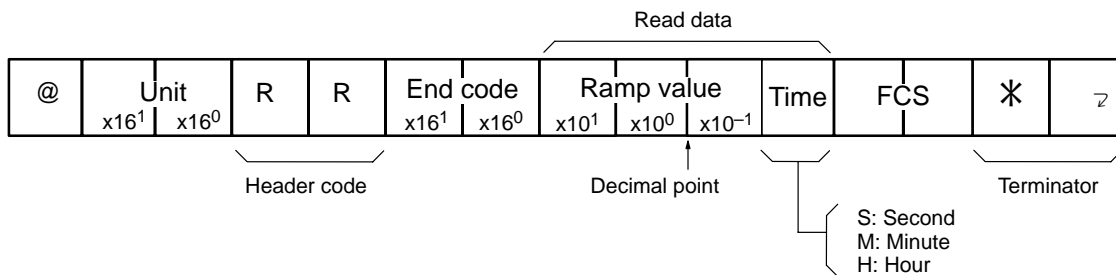 Read data
@ Unit R R End code Ramp value Time FCS * ↵
x16¹ x16⁰ x16¹ x16⁰ x10¹ x10⁰ x10⁻¹
Header code Decimal point Terminator
S: Second
M: Minute
H: Hour